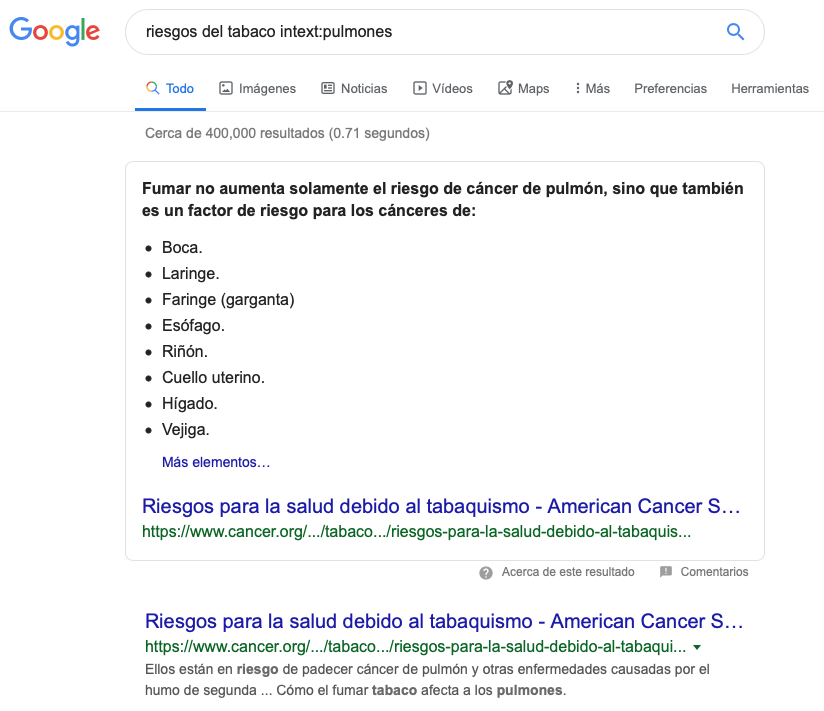 Google
riesgos del tabaco intext:pulmones
Todo Imágenes Noticias Vídeos Maps Más Preferencias Herramientas
Cerca de 400,000 resultados (0.71 segundos)
Fumar no aumenta solamente el riesgo de cáncer de pulmón, sino que también
es un factor de riesgo para los cánceres de:
• Boca.
• Laringe.
• Faringe (garganta)
• Esófago.
• Riñón.
• Cuello uterino.
• Hígado.
• Vejiga.
Más elementos…
Riesgos para la salud debido al tabaquismo - American Cancer S…
https://www.cancer.org/.../tabaco.../riesgos-para-la-salud-debido-al-tabaquis...
Acerca de este resultado Comentarios
Riesgos para la salud debido al tabaquismo - American Cancer S…
https://www.cancer.org/.../tabaco.../riesgos-para-la-salud-debido-al-tabaqui...
Ellos están en riesgo de padecer cáncer de pulmón y otras enfermedades causadas por el
humo de segunda ... Cómo el fumar tabaco afecta a los pulmones.